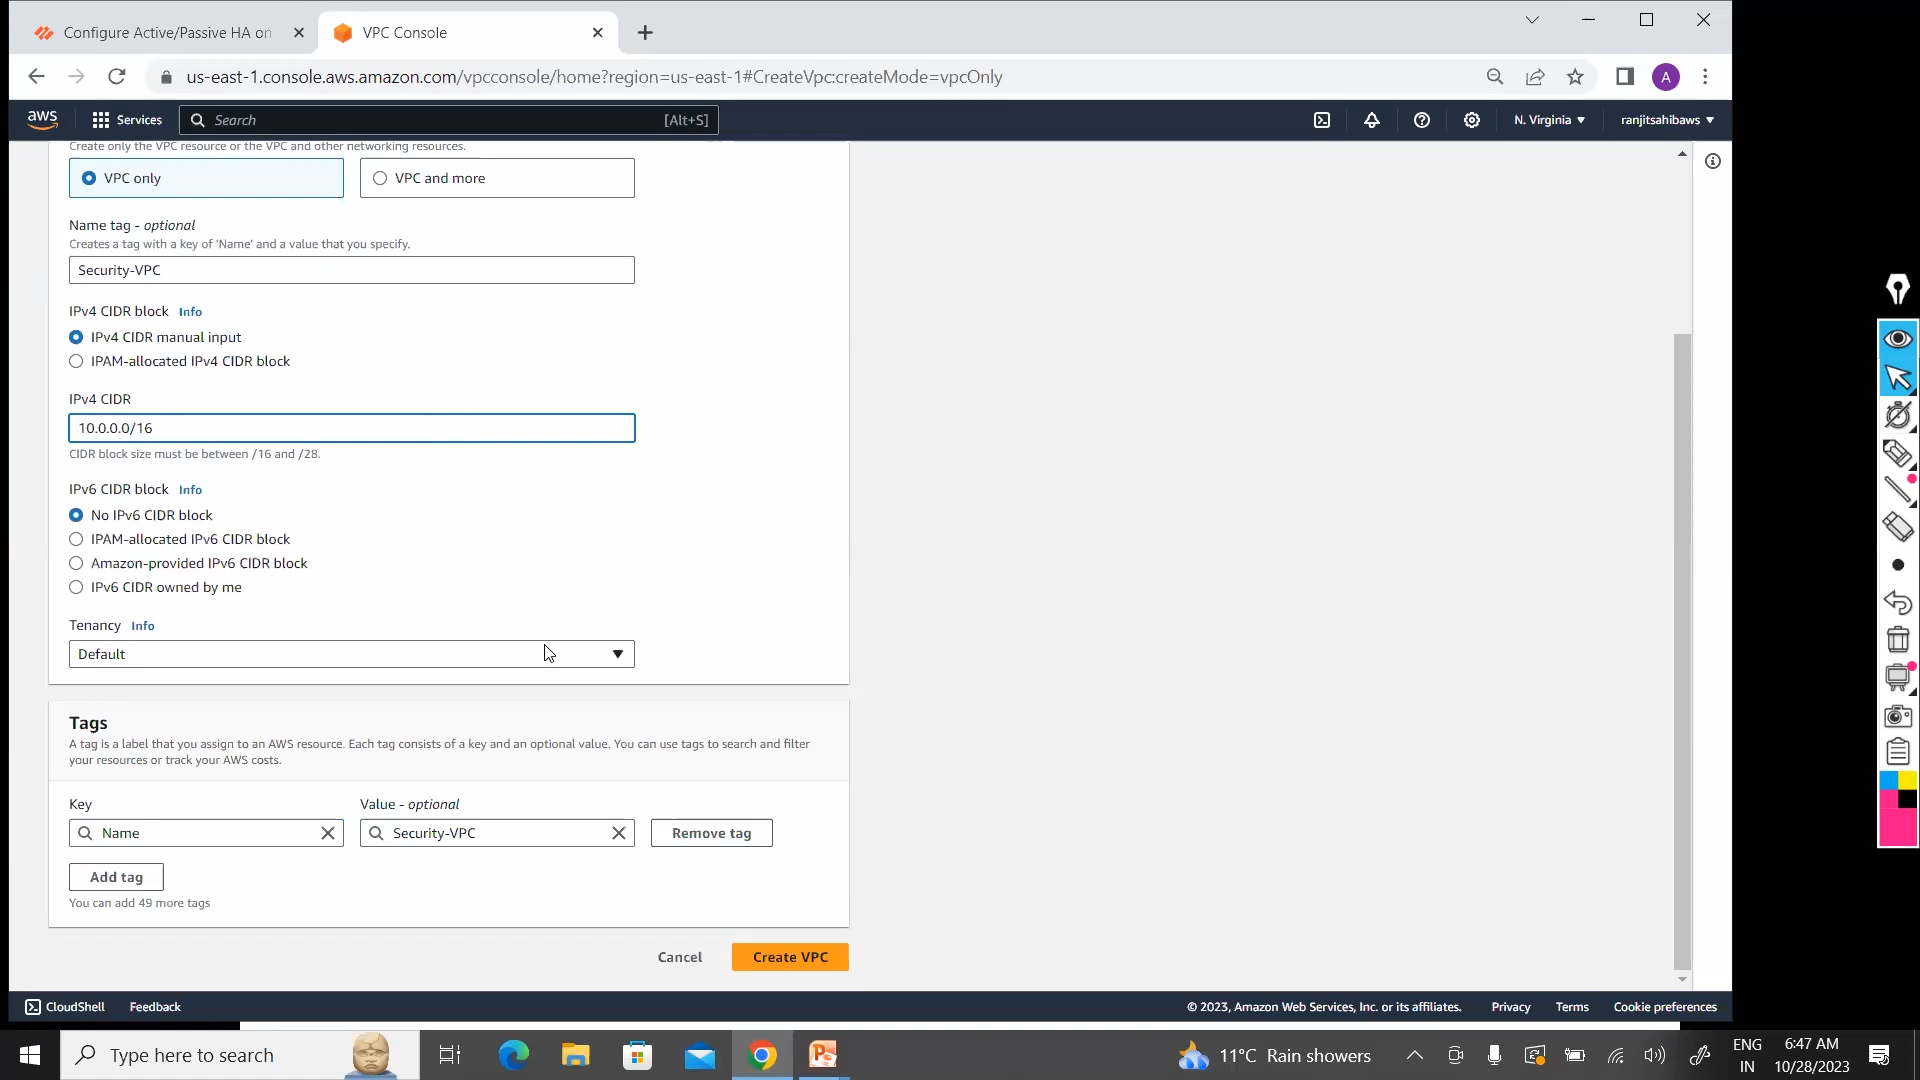 Configure Active/Passive HA on
VPC Console
us-east-1.console.aws.amazon.com/vpcconsole/home?region=us-east-1#CreateVpc:createMode=vpcOnly
A
aws
Services
Search
[Alt+S]
N. Virginia
ranjitsahibaws
Create only the VPC resource or the VPC and other networking resources.
VPC only
VPC and more
Name tag - optional
Creates a tag with a key of 'Name' and a value that you specify.
Security-VPC
IPv4 CIDR block Info
IPv4 CIDR manual input
IPAM-allocated IPv4 CIDR block
IPv4 CIDR
10.0.0.0/16
CIDR block size must be between /16 and /28.
IPv6 CIDR block Info
No IPv6 CIDR block
IPAM-allocated IPv6 CIDR block
Amazon-provided IPv6 CIDR block
IPv6 CIDR owned by me
Tenancy Info
Default
Tags
A tag is a label that you assign to an AWS resource. Each tag consists of a key and an optional value. You can use tags to search and filter
your resources or track your AWS costs.
Key
Value - optional
Name
Security-VPC
Remove tag
Add tag
You can add 49 more tags
Cancel
Create VPC
CloudShell
Feedback
© 2023, Amazon Web Services, Inc. or its affiliates.
Privacy
Terms
Cookie preferences
Type here to search
11°C Rain showers
ENG
IN
6:47 AM
10/28/2023